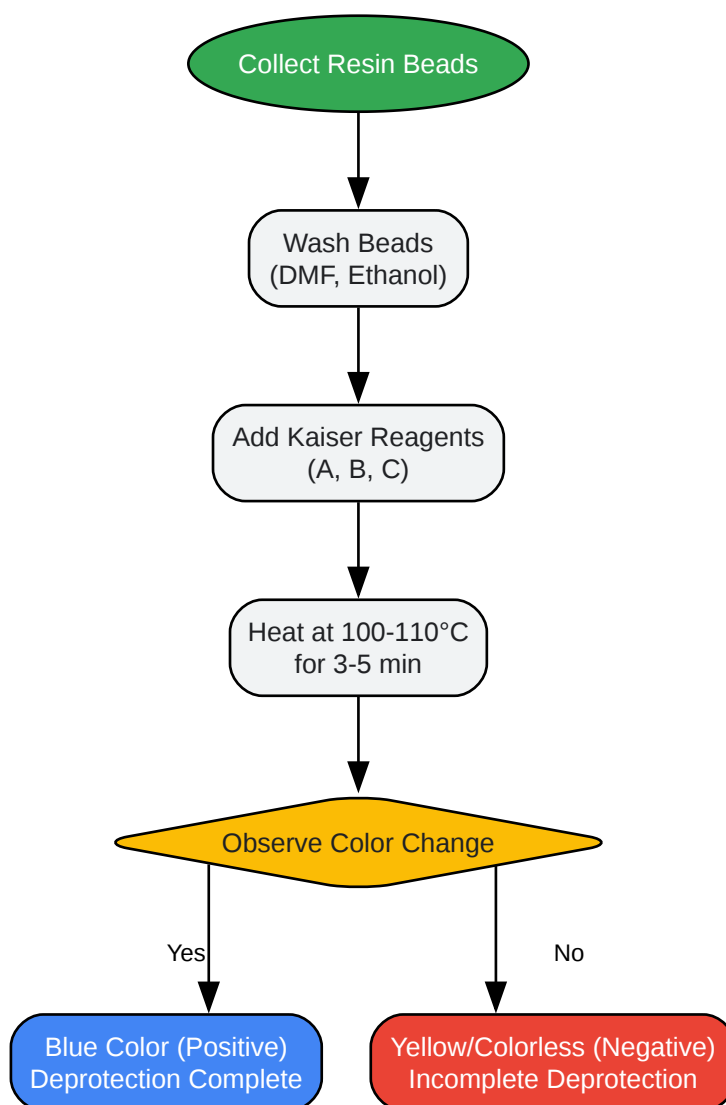 Collect Resin Beads
Wash Beads
(DMF, Ethanol)
Add Kaiser Reagents
(A, B, C)
Heat at 100-110°C
for 3-5 min
Observe Color Change
Yes
No
Blue Color (Positive)
Deprotection Complete
Yellow/Colorless (Negative)
Incomplete Deprotection